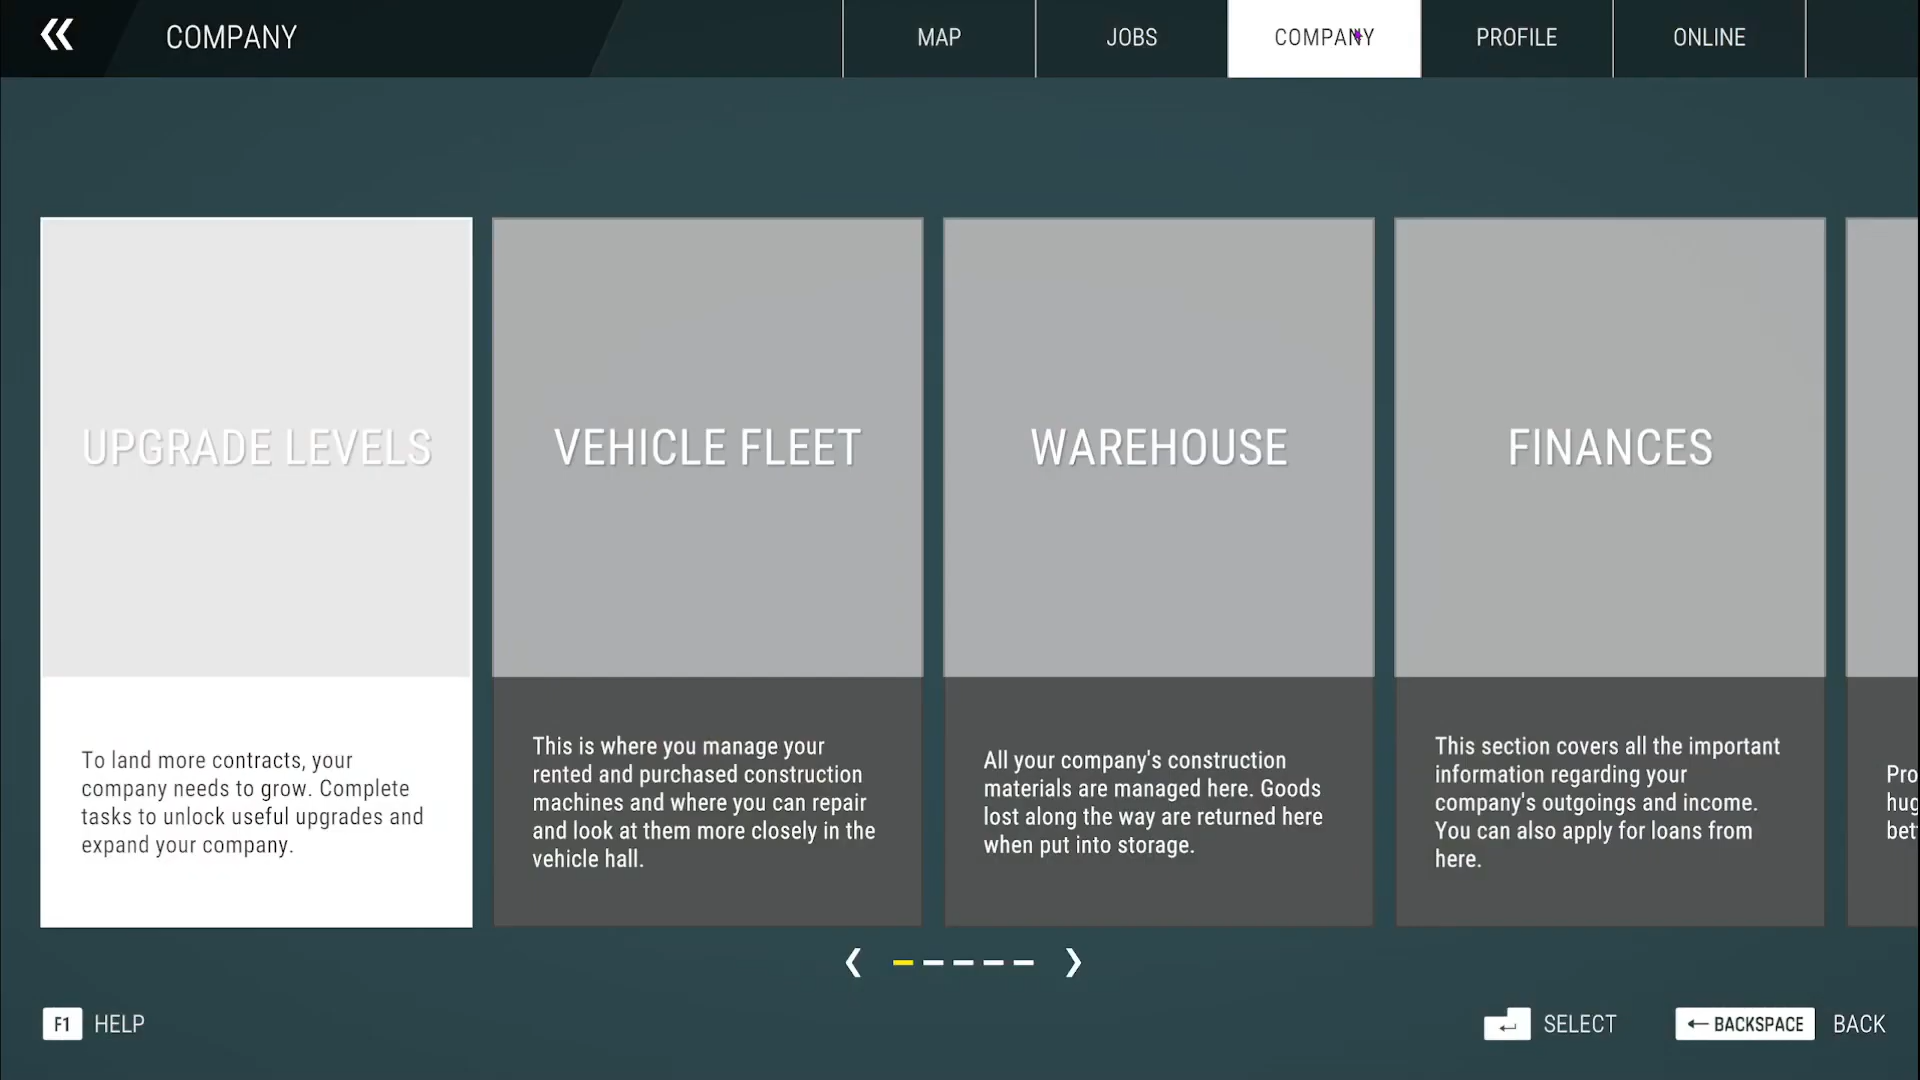 COMPANY
MAP
JOBS
COMPANY
PROFILE
ONLINE
UPGRADE LEVELS
To land more contracts, your
company needs to grow. Complete
tasks to unlock useful upgrades and
expand your company.
VEHICLE FLEET
This is where you manage your
rented and purchased construction
machines and where you can repair
and look at them more closely in the
vehicle hall.
WAREHOUSE
All your company's construction
materials are managed here. Goods
lost along the way are returned here
when put into storage.
FINANCES
This section covers all the important
information regarding your
company's outgoings and income.
You can also apply for loans from
here.
Pro
hug
bet
F1 HELP
SELECT
BACKSPACE BACK